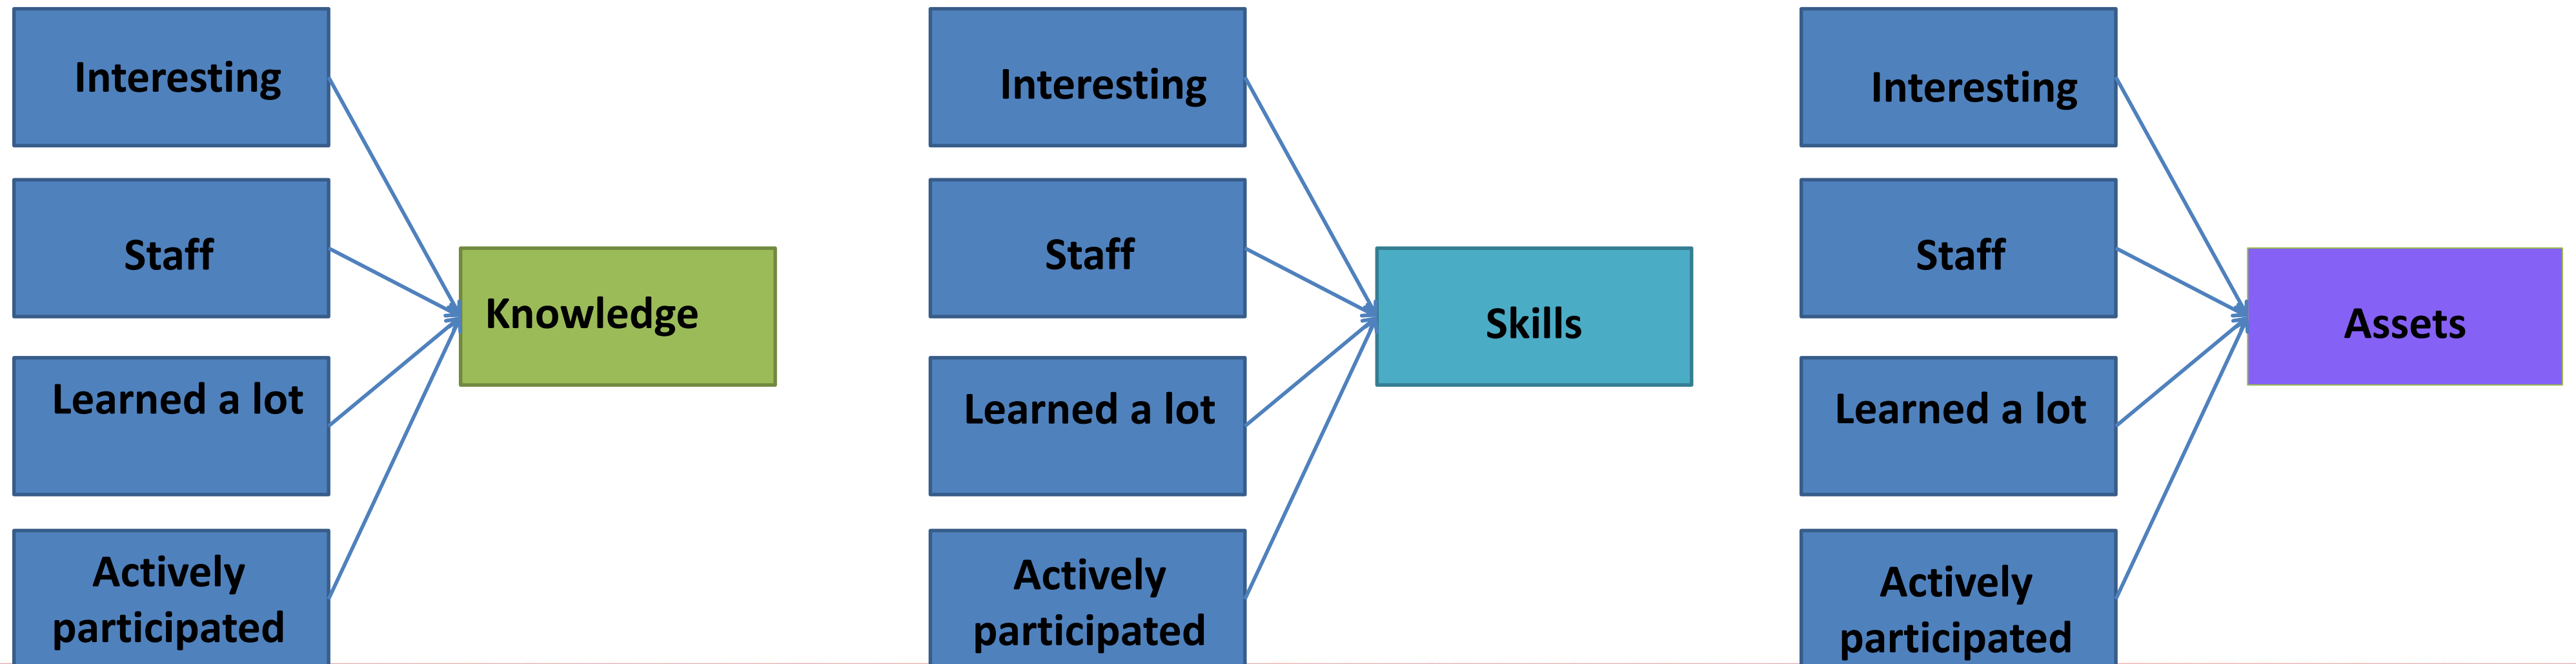 Interesting
Staff
Learned a lot
Actively
participated
Knowledge
Interesting
Staff
Learned a lot
Actively
participated
Skills
Interesting
Staff
Learned a lot
Actively
participated
Assets